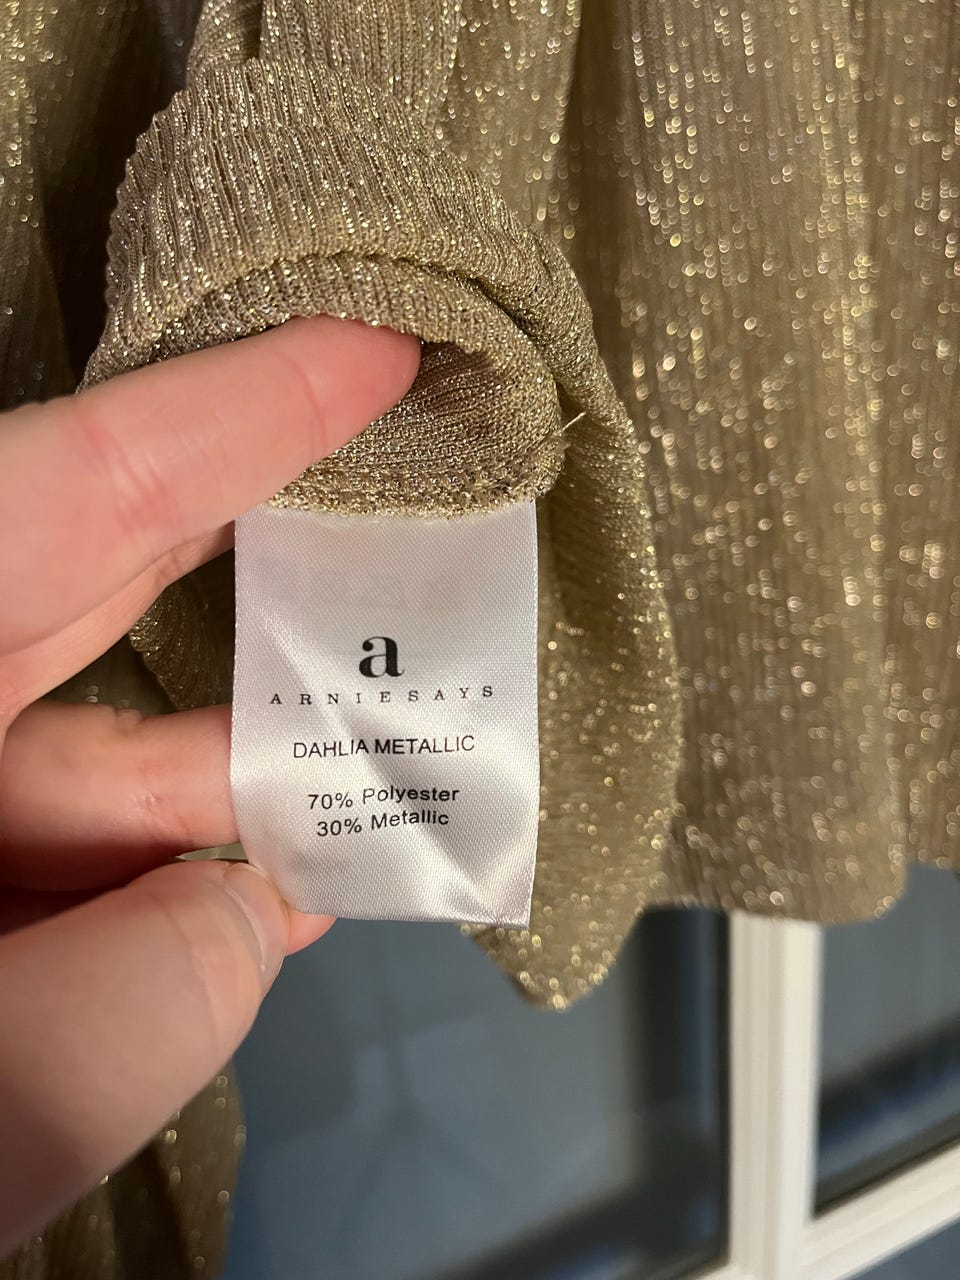 a
ARNIESAYS
DAHLIA METALLIC
70% Polyester
30% Metallic